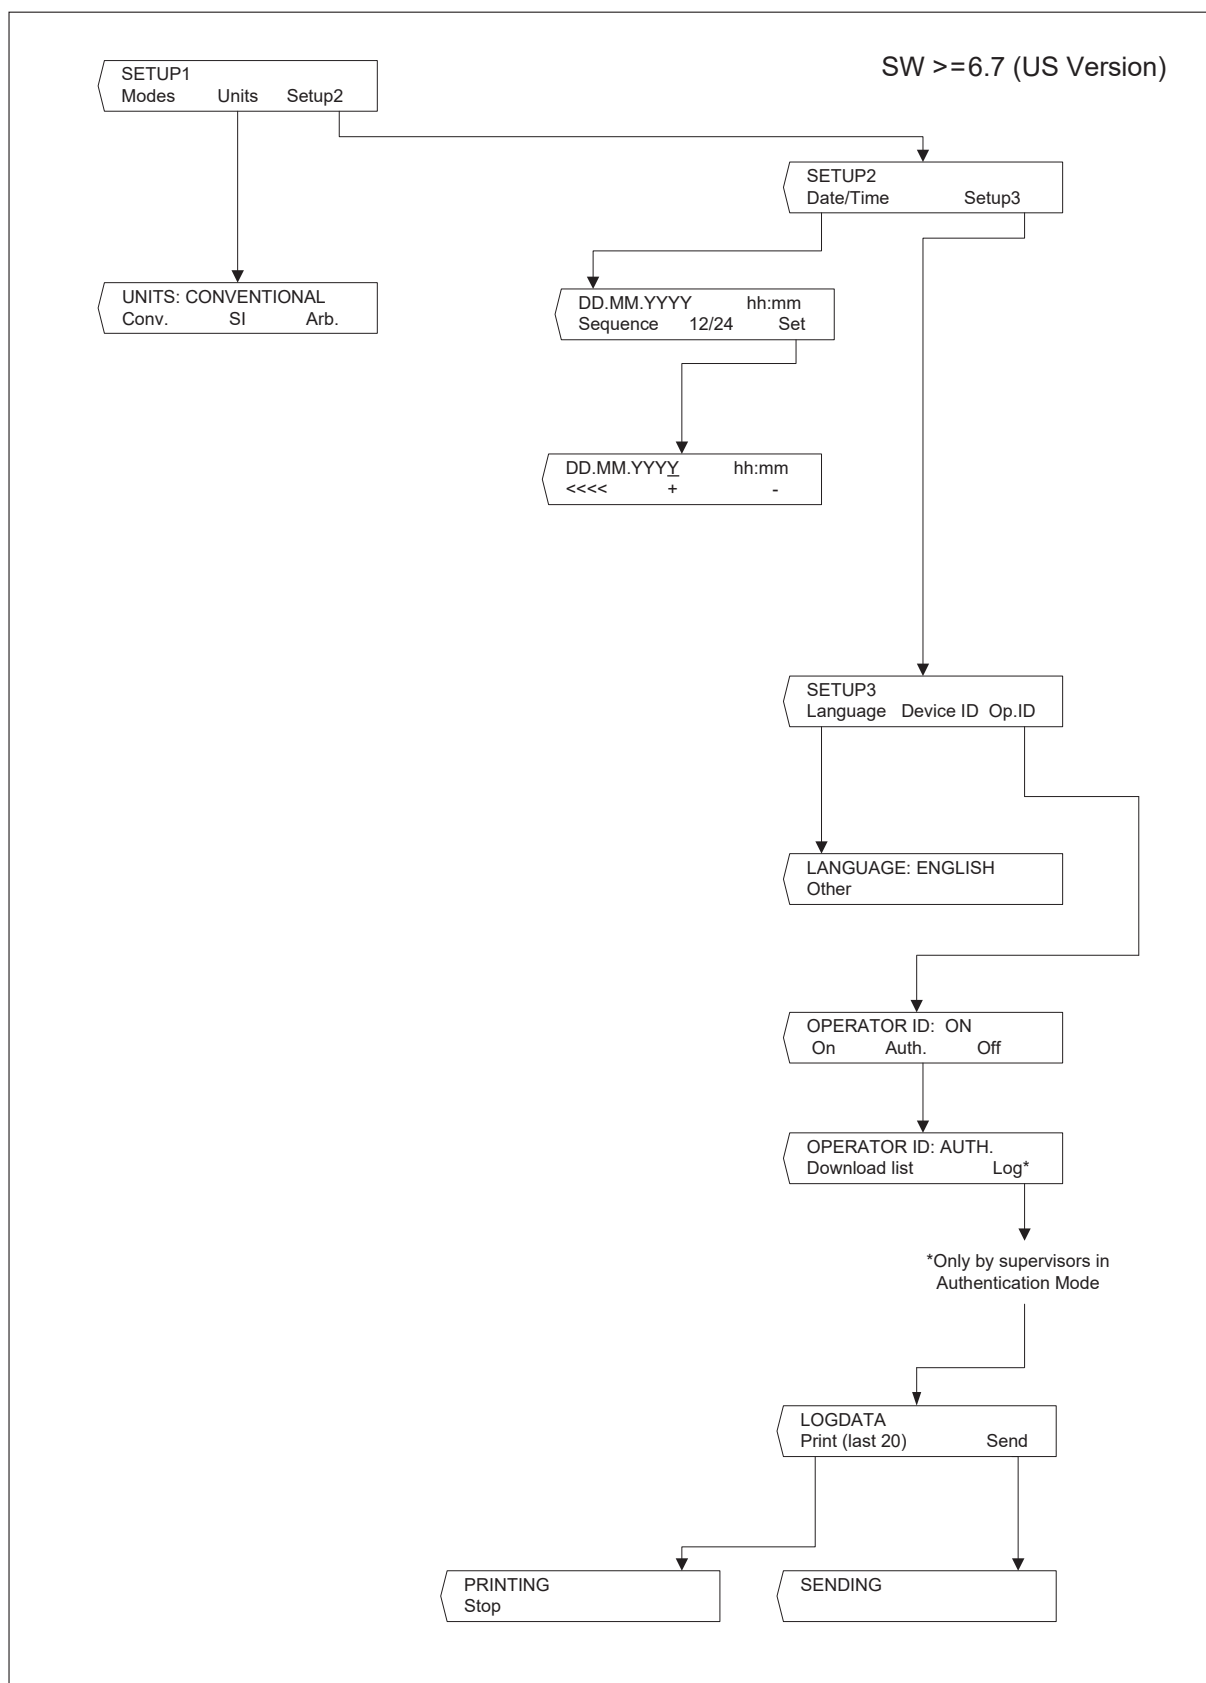 SW >=6.7 (US Version)
SETUP1
Modes Units Setup2
SETUP2
Date/Time Setup3
UNITS: CONVENTIONAL
Conv. SI Arb.
DD.MM.YYYY hh:mm
Sequence 12/24 Set
DD.MM.YYYY hh:mm
<<<< + -
SETUP3
Language Device ID Op.ID
LANGUAGE: ENGLISH
Other
OPERATOR ID: ON
On Auth. Off
OPERATOR ID: AUTH.
Download list Log*
*Only by supervisors in
Authentication Mode
LOGDATA
Print (last 20) Send
PRINTING
Stop
SENDING